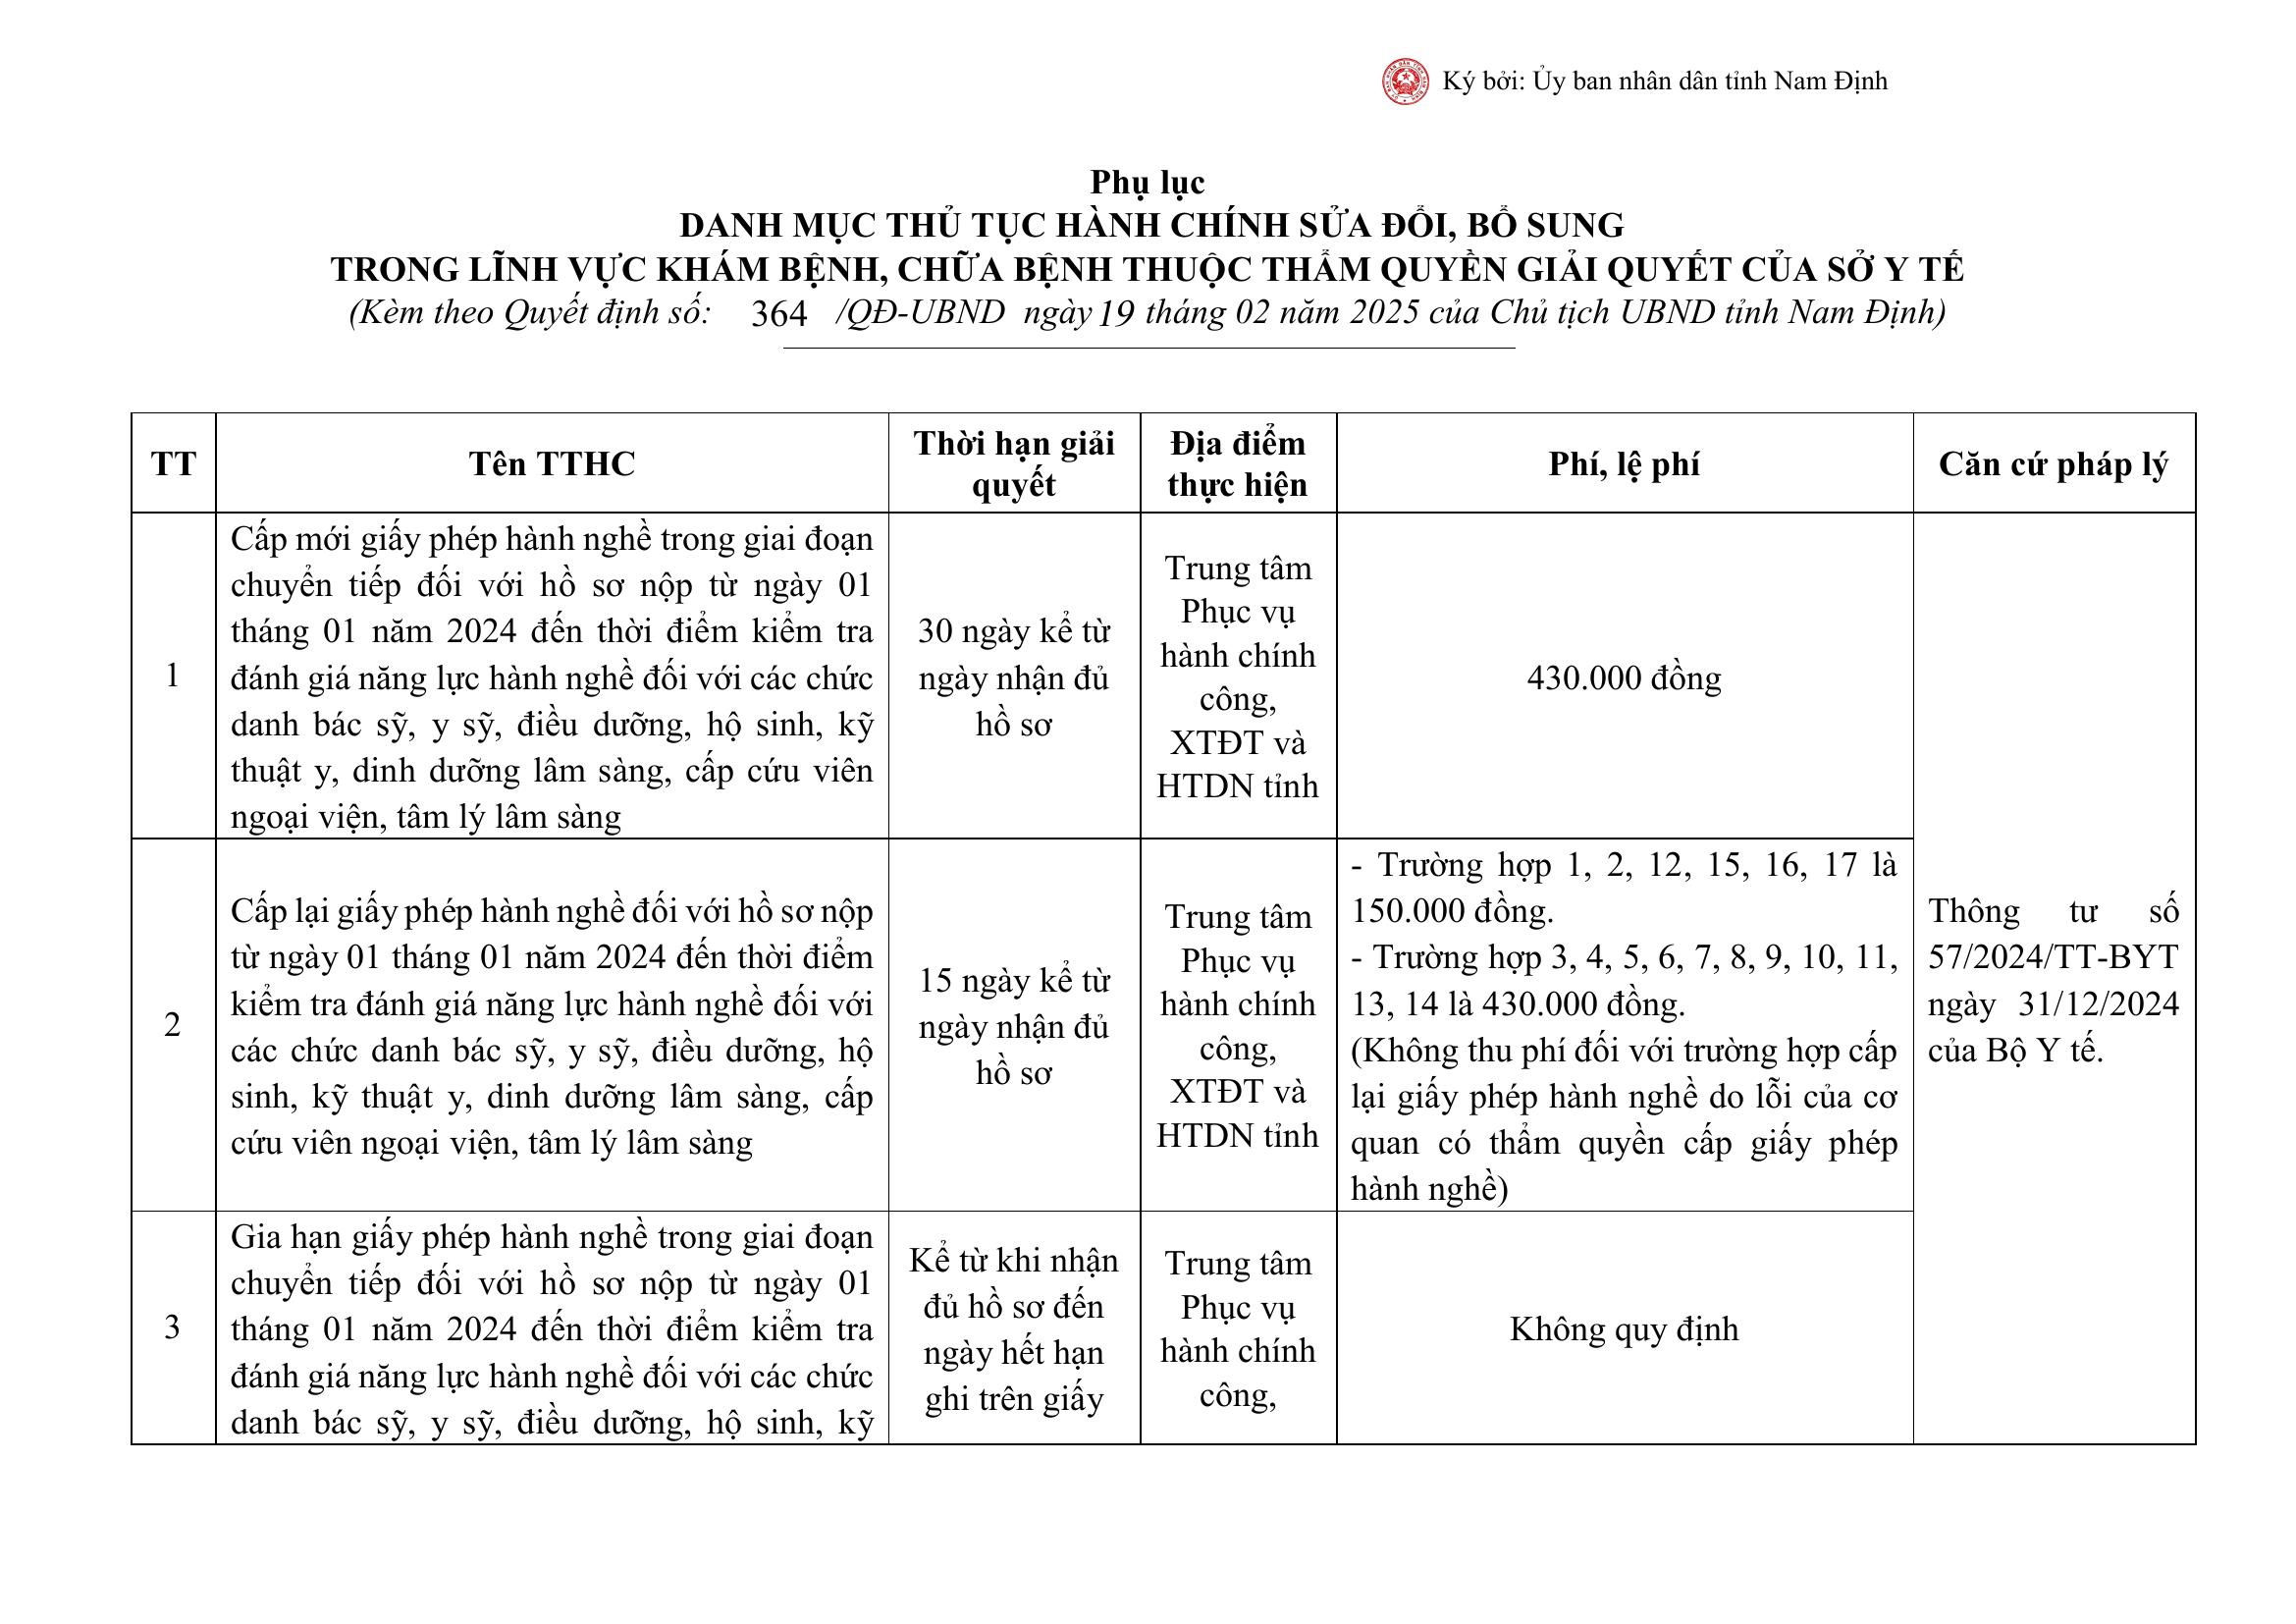 Ký bởi: Ủy ban nhân dân tỉnh Nam Định
Phụ lục
DANH MỤC THỦ TỤC HÀNH CHÍNH SỬA ĐỔI, BỔ SUNG
TRONG LĨNH VỰC KHÁM BỆNH, CHỮA BỆNH THUỘC THẨM QUYỀN GIẢI QUYẾT CỦA SỞ Y TẾ
(Kèm theo Quyết định số: 364 /QĐ-UBND ngày 19 tháng 02 năm 2025 của Chủ tịch UBND tỉnh Nam Định)
TT
Tên TTHC
Thời hạn giải
quyết
Địa điểm
thực hiện
Phí, lệ phí
Căn cứ pháp lý
1
Cấp mới giấy phép hành nghề trong giai đoạn
chuyển tiếp đối với hồ sơ nộp từ ngày 01
tháng 01 năm 2024 đến thời điểm kiểm tra
đánh giá năng lực hành nghề đối với các chức
danh bác sỹ, y sỹ, điều dưỡng, hộ sinh, kỹ
thuật y, dinh dưỡng lâm sàng, cấp cứu viên
ngoại viện, tâm lý lâm sàng
30 ngày kể từ
ngày nhận đủ
hồ sơ
Trung tâm
Phục vụ
hành chính
công,
XTĐT và
HTDN tỉnh
430.000 đồng
Thông tư số
57/2024/TT-BYT
ngày 31/12/2024
của Bộ Y tế.
2
Cấp lại giấy phép hành nghề đối với hồ sơ nộp
từ ngày 01 tháng 01 năm 2024 đến thời điểm
kiểm tra đánh giá năng lực hành nghề đối với
các chức danh bác sỹ, y sỹ, điều dưỡng, hộ
sinh, kỹ thuật y, dinh dưỡng lâm sàng, cấp
cứu viên ngoại viện, tâm lý lâm sàng
15 ngày kể từ
ngày nhận đủ
hồ sơ
Trung tâm
Phục vụ
hành chính
công,
XTĐT và
HTDN tỉnh
- Trường hợp 1, 2, 12, 15, 16, 17 là
150.000 đồng.
- Trường hợp 3, 4, 5, 6, 7, 8, 9, 10, 11,
13, 14 là 430.000 đồng.
(Không thu phí đối với trường hợp cấp
lại giấy phép hành nghề do lỗi của cơ
quan có thẩm quyền cấp giấy phép
hành nghề)
3
Gia hạn giấy phép hành nghề trong giai đoạn
chuyển tiếp đối với hồ sơ nộp từ ngày 01
tháng 01 năm 2024 đến thời điểm kiểm tra
đánh giá năng lực hành nghề đối với các chức
danh bác sỹ, y sỹ, điều dưỡng, hộ sinh, kỹ
Kể từ khi nhận
đủ hồ sơ đến
ngày hết hạn
ghi trên giấy
Trung tâm
Phục vụ
hành chính
công,
Không quy định